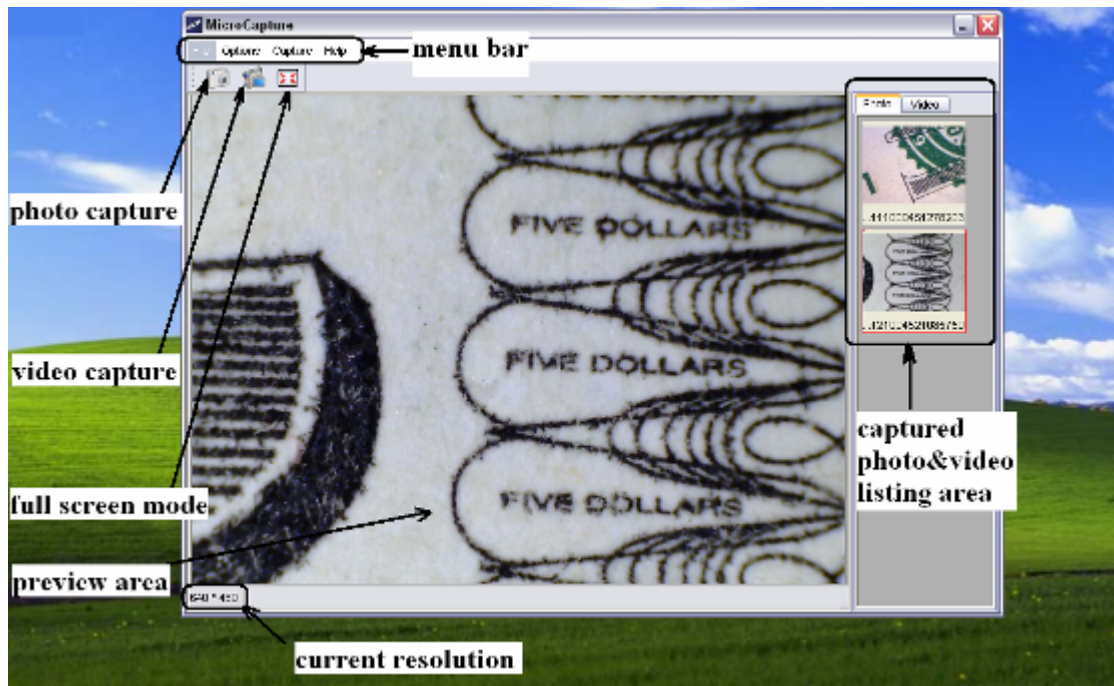 MicroCapture
Options Capture Help
menu bar
Photo Video
photo capture
FIVE DOLLARS
FIVE DOLLARS
video capture
captured
photo&video
listing area
full screen mode
FIVE DOLLARS
preview area
640 * 480
current resolution